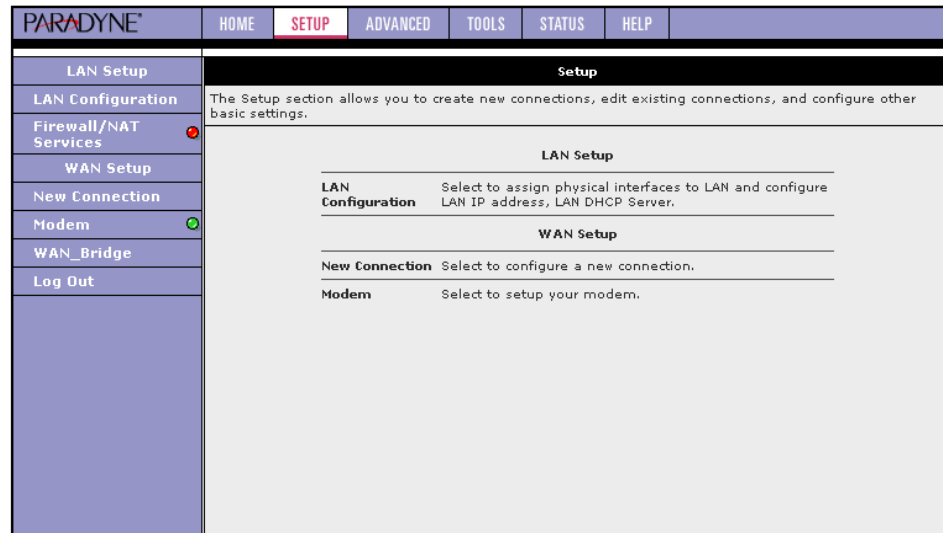 PARADYNE®
HOME
SETUP
ADVANCED
TOOLS
STATUS
HELP
LAN Setup
LAN Configuration
Firewall/NAT
Services
WAN Setup
New Connection
Modem
WAN_Bridge
Log Out
Setup
The Setup section allows you to create new connections, edit existing connections, and configure other
basic settings.
LAN Setup
LAN
Configuration
Select to assign physical interfaces to LAN and configure
LAN IP address, LAN DHCP Server.
WAN Setup
New Connection Select to configure a new connection.
Modem Select to setup your modem.